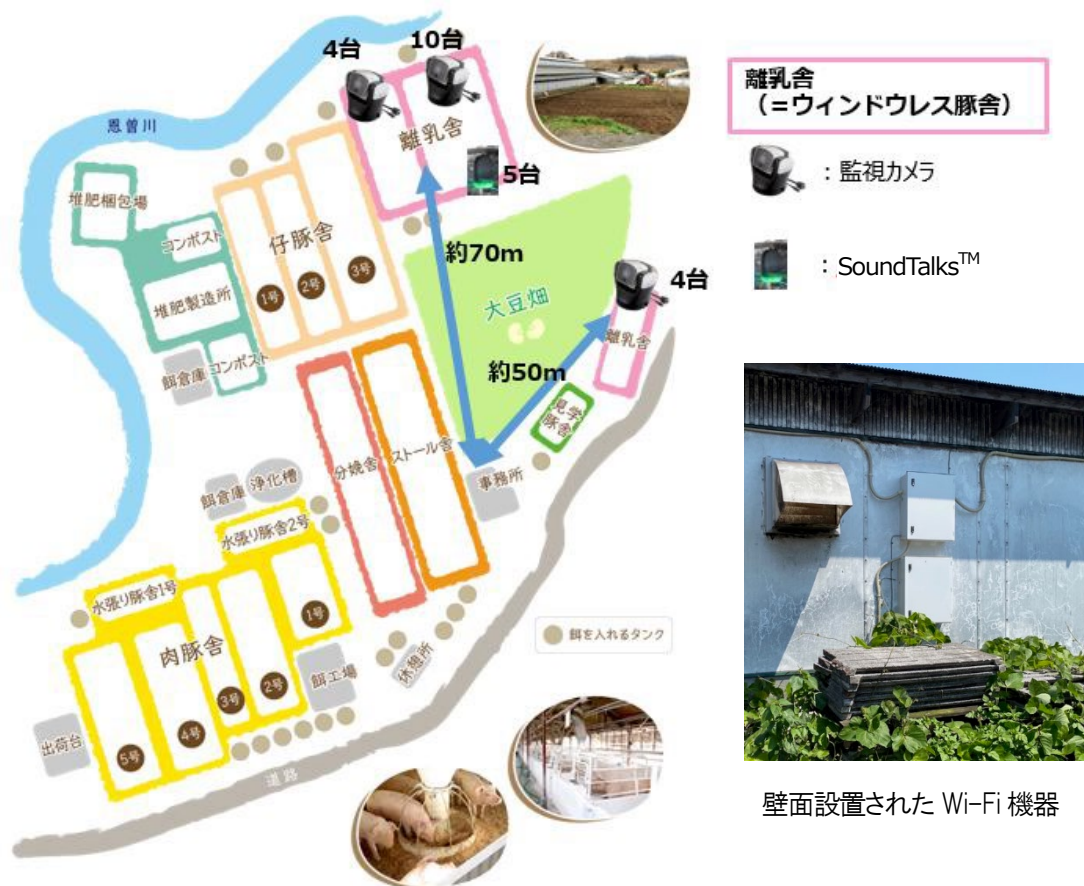 4台
10台
離乳舎
(=ウィンドウレス豚舎)
恩曽川
離乳舎
:監視カメラ
5台
堆肥梱包場
コンポスト
仔豚舎
:SoundTalks™
堆肥製造所
1号
2号
3号
約70m
4台
大豆畑
離乳舎
餌倉庫
コンポスト
約50m
見学
豚舎
分娩舎
ストール舎
事務所
餌倉庫
浄化槽
水張り豚舎2号
水張り豚舎1号
1号
肉豚舎
餌を入れるタンク
3号
2号
餌工場
休憩所
出荷台
5号
4号
道路
壁面設置された Wi-Fi 機器